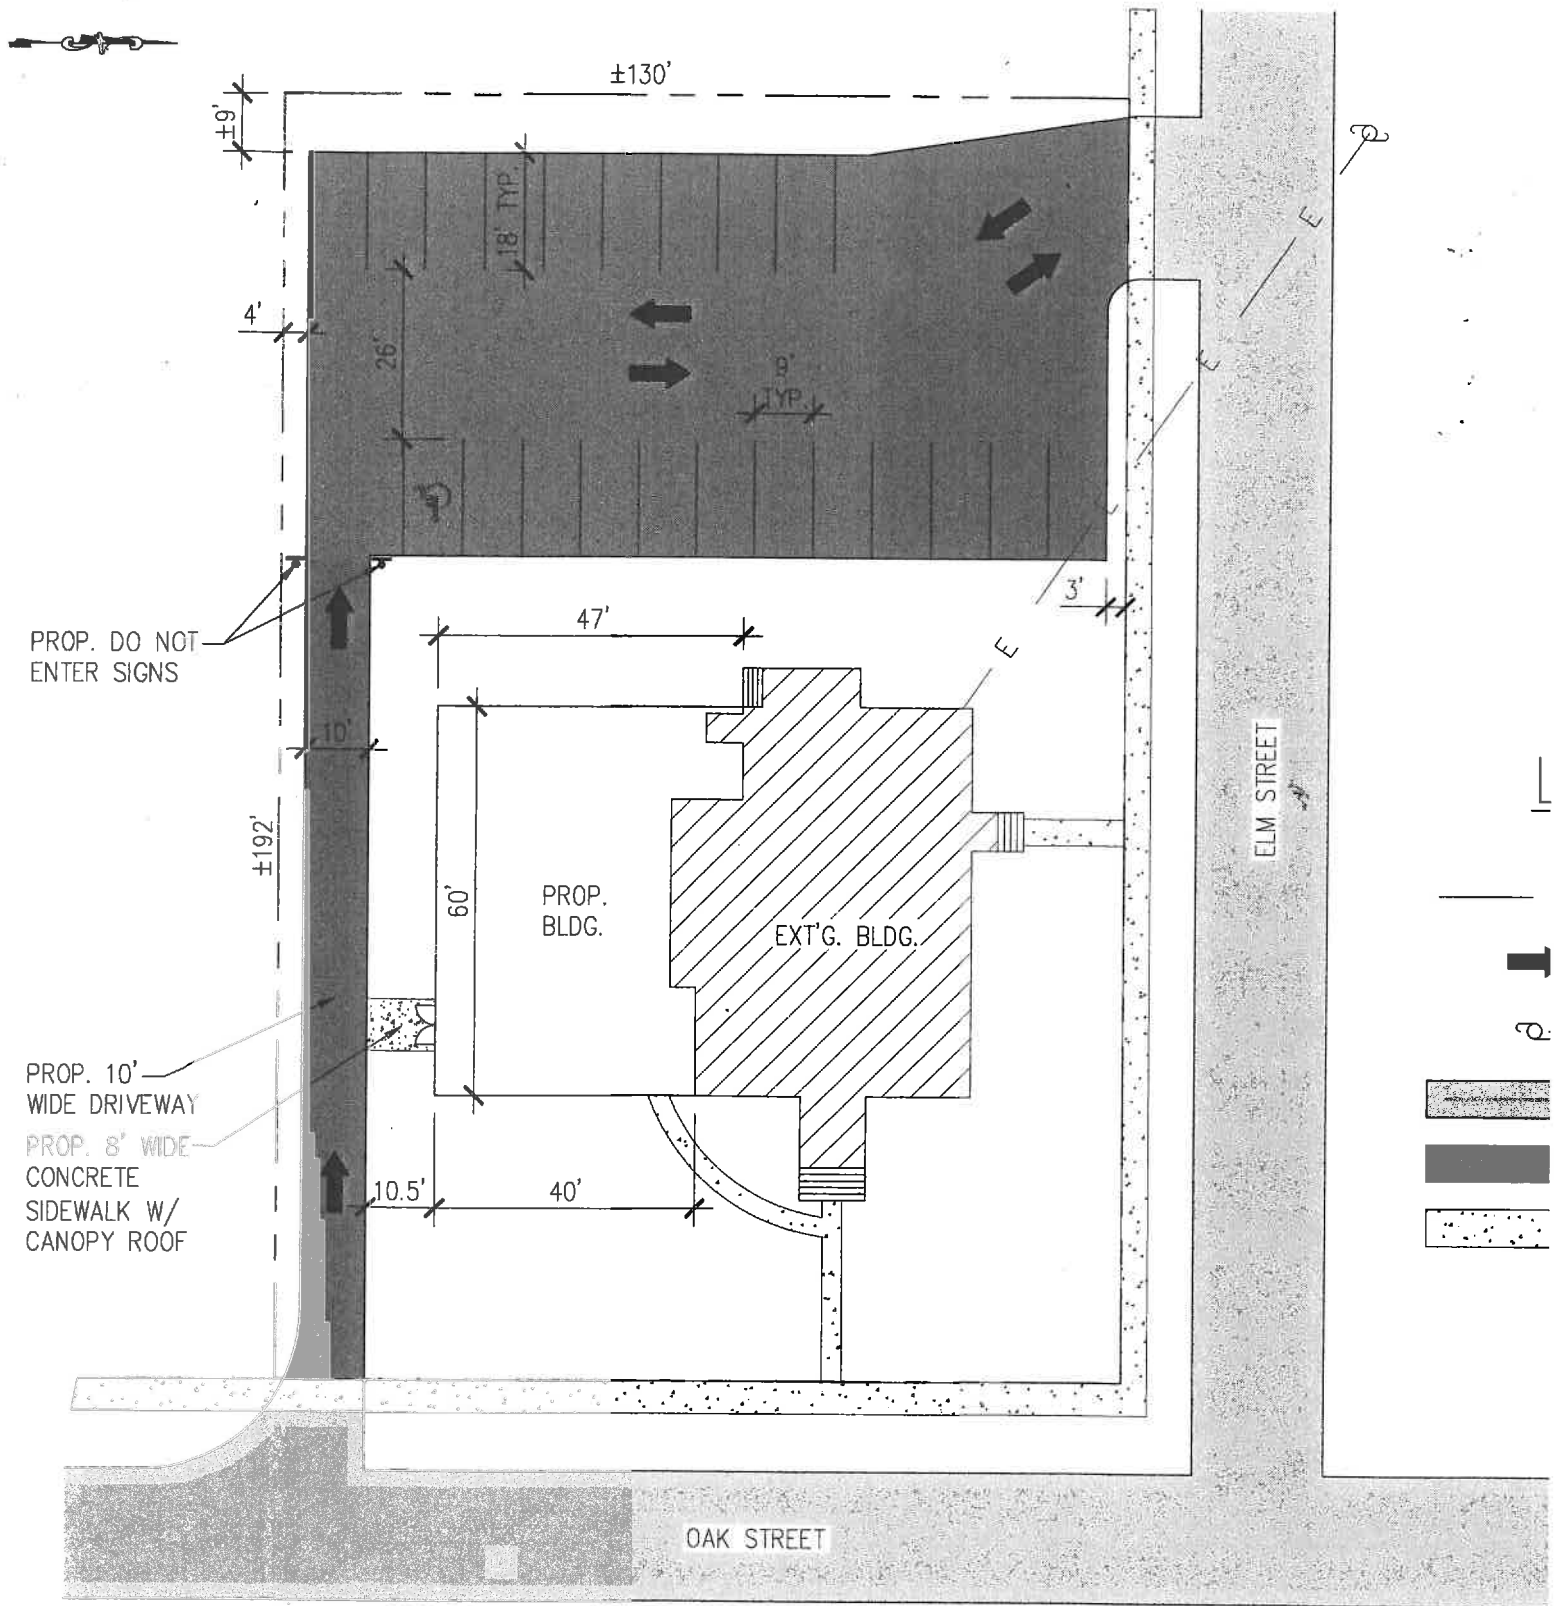 ±130'
±9'
18' TYP.
4'
26'
9'
TYP.
E
E
3'
PROP. DO NOT
ENTER SIGNS
47'
E
10'
ELM STREET
±192'
60'
PROP.
BLDG.
EXT'G. BLDG.
PROP. 10'
WIDE DRIVEWAY
PROP. 8' WIDE
CONCRETE
SIDEWALK W/
CANOPY ROOF
10.5'
40'
OAK STREET